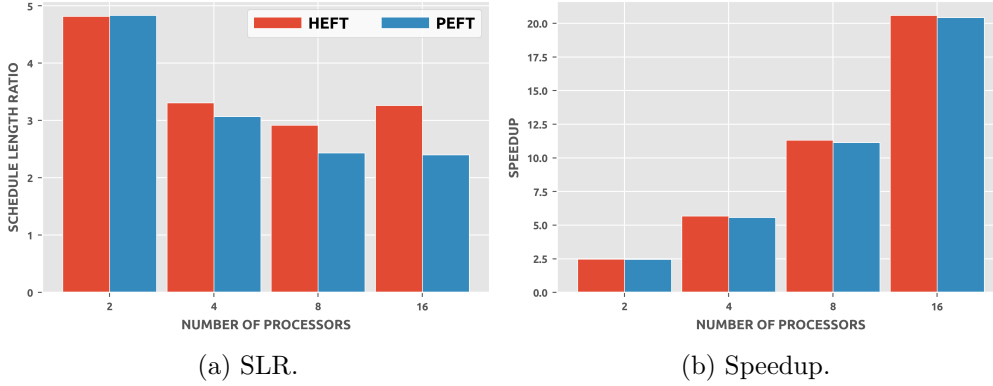 HEFT
PEFT
SCHEDULE LENGTH RATIO
5
4
3
2
1
0
2
4
8
16
NUMBER OF PROCESSORS
(a) SLR.
SPEEDUP
20.0
17.5
15.0
12.5
10.0
7.5
5.0
2.5
0.0
2
4
8
16
NUMBER OF PROCESSORS
(b) Speedup.